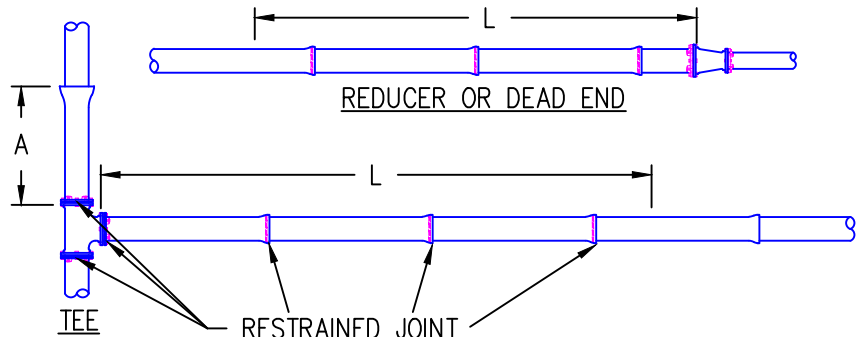 L
REDUCER OR DEAD END
A
L
TEE
RESTRAINED JOINT